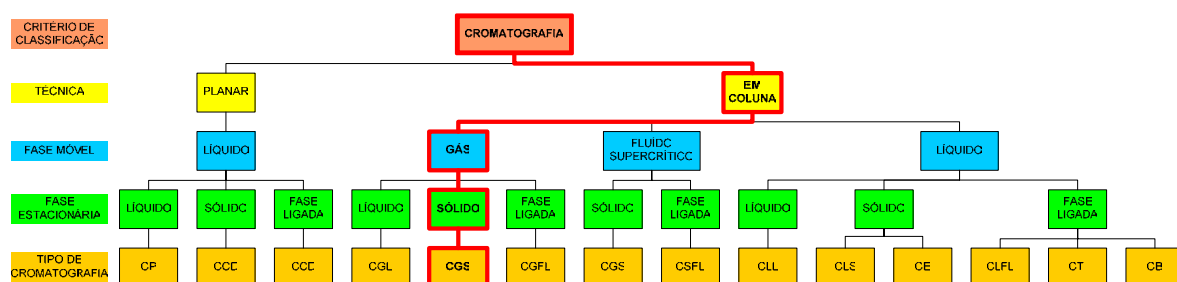 CRITÉRIO DE
CLASSIFICAÇÃO
CROMATOGRAFIA
TÉCNICA
PLANAR
EM
COLUNA
FASE MÓVEL
LÍQUIDO
GÁS
FLUÍDO
SUPERCRÍTICO
LÍQUIDO
FASE
ESTACIONÁRIA
LÍQUIDO
SÓLIDO
FASE
LIGADA
LÍQUIDO
SÓLIDO
FASE
LIGADA
SÓLIDO
FASE
LIGADA
LÍQUIDO
SÓLIDO
FASE
LIGADA
TIPO DE
CROMATOGRAFIA
CP
CCD
CCD
CGL
CGS
CGFL
CGS
CSFL
CLL
CLS
CE
CLFL
CT
CB